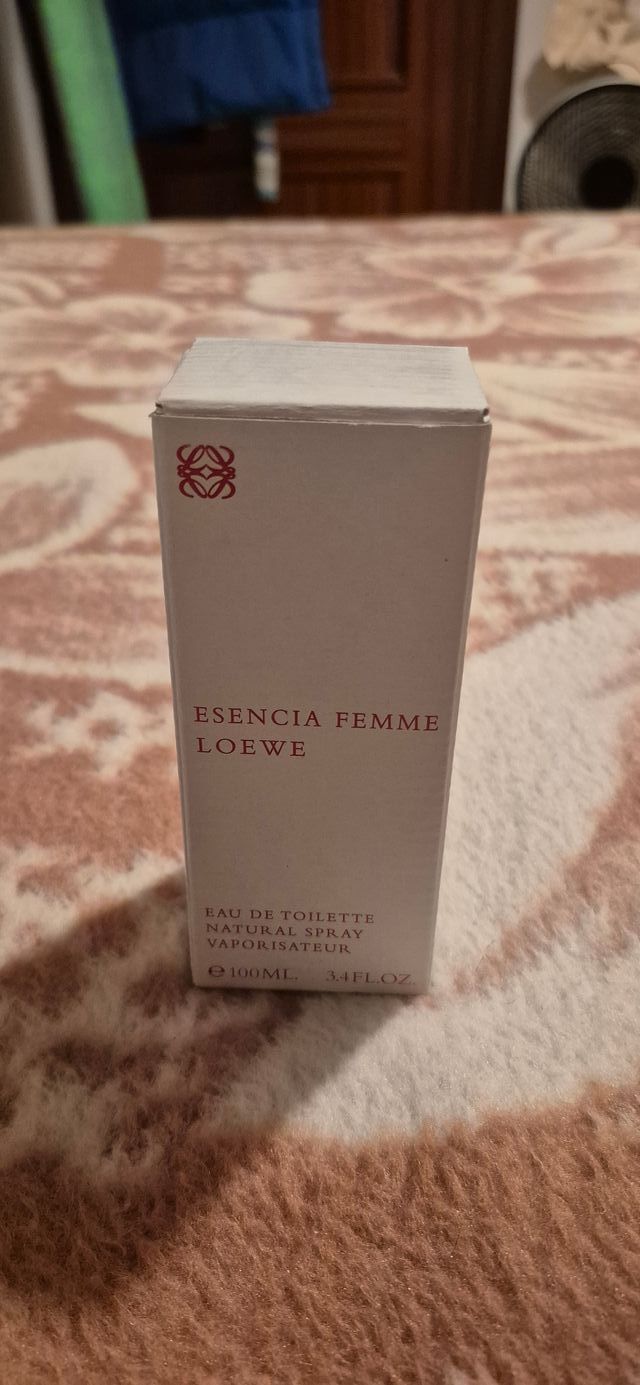 ESENCIA FEMME
LOEWE
EAU DE TOILETTE
NATURAL SPRAY
VAPORISATEUR
℮100ML. 3.4FL.OZ.